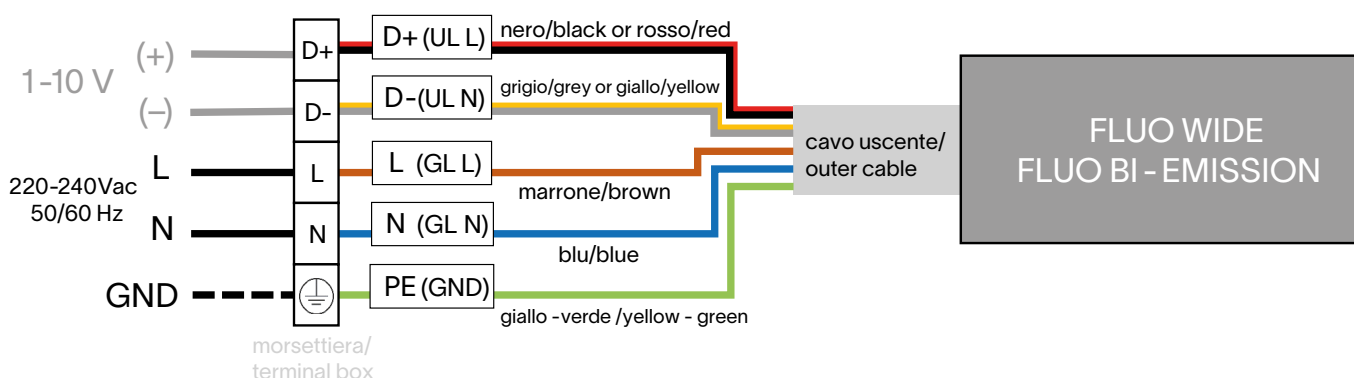 1-10 V
(+)
(–)
L
220-240Vac
50/60 Hz
N
GND
D+
D-
L
N
morsettiera/
terminal box
D+ (UL L)
nero/black or rosso/red
D-(UL N)
grigio/grey or giallo/yellow
L (GL L)
marrone/brown
N (GL N)
blu/blue
PE (GND)
giallo -verde /yellow - green
cavo uscente/
outer cable
FLUO WIDE
FLUO BI - EMISSION